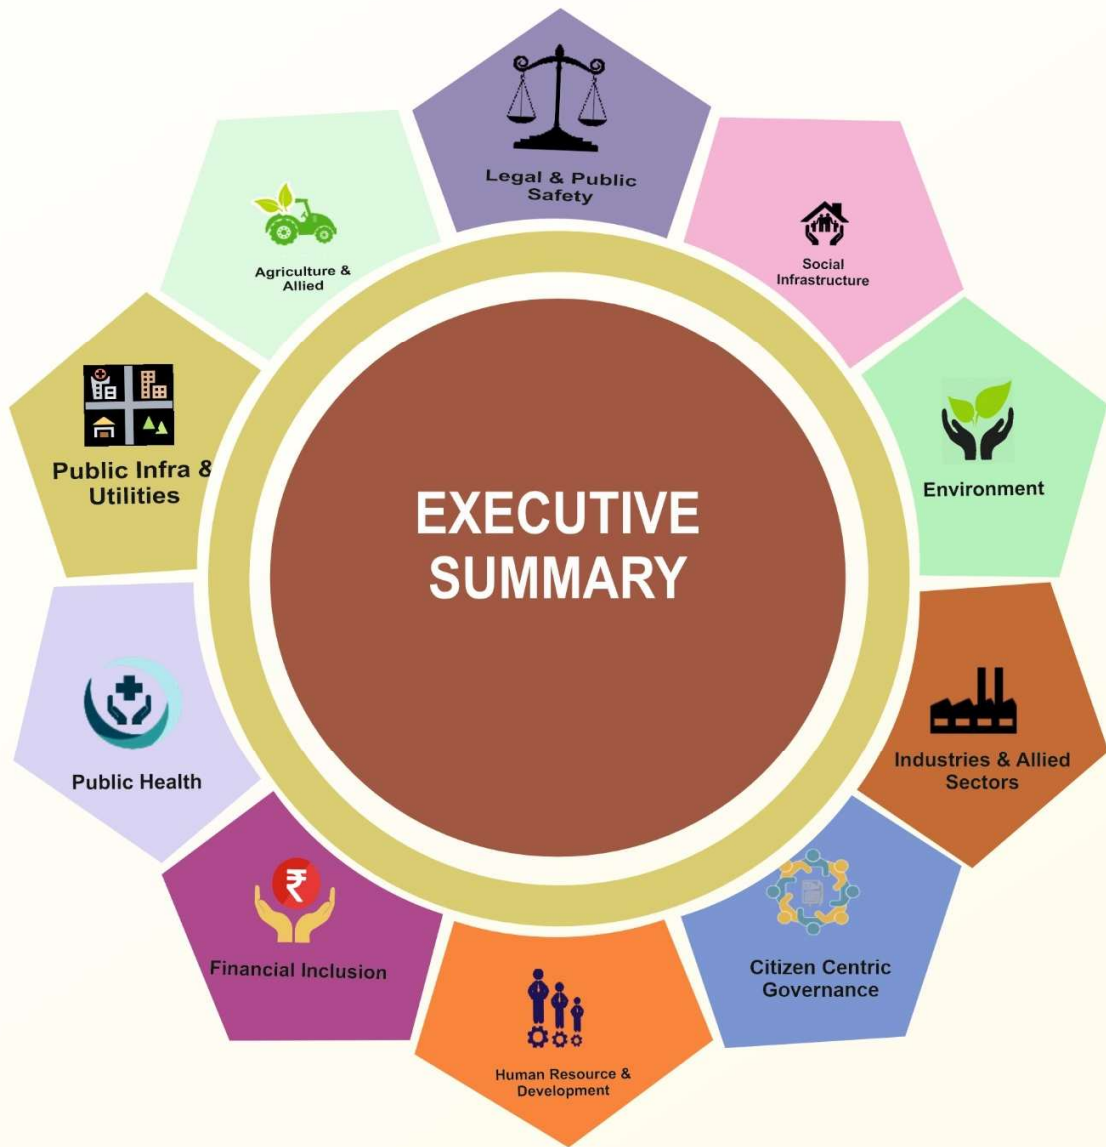 Legal & Public
Safety
Social
Infrastructure
Environment
Industries & Allied
Sectors
Citizen Centric
Governance
Human Resource &
Development
Financial Inclusion
Public Health
Public Infra &
Utilities
Agriculture &
Allied
EXECUTIVE
SUMMARY
₹